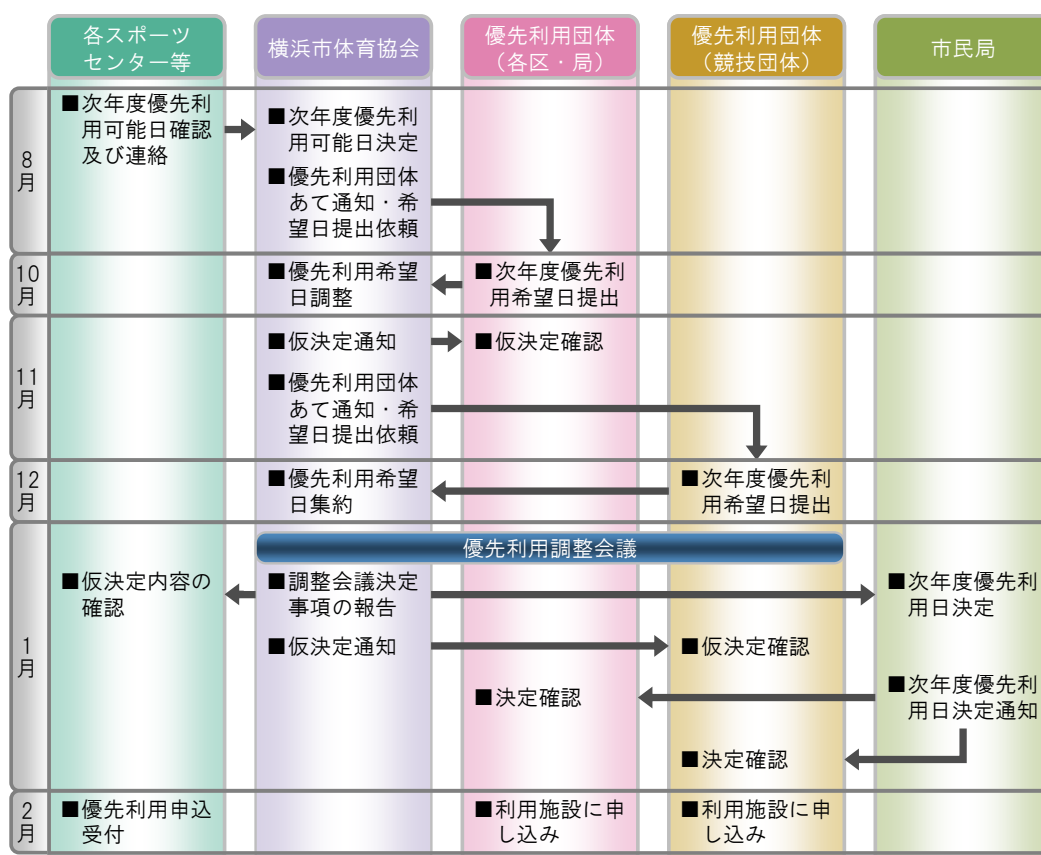 各スポーツ
センター等
横浜市体育協会
優先利用団体
(各区・局)
優先利用団体
(競技団体)
市民局
8
月
■次年度優先利
用可能日確認
及び連絡
■次年度優先利
用可能日決定
■優先利用団体
あて通知・希
望日提出依頼
10
月
■優先利用希望
日調整
■次年度優先利
用希望日提出
11
月
■仮決定通知
■仮決定確認
■優先利用団体
あて通知・希
望日提出依頼
12
月
■優先利用希望
日集約
■次年度優先利
用希望日提出
1
月
優先利用調整会議
■仮決定内容の
確認
■調整会議決定
事項の報告
■次年度優先利
用日決定
■仮決定通知
■仮決定確認
■決定確認
■次年度優先利
用日決定通知
■決定確認
2
月
■優先利用申込
受付
■利用施設に申
し込み
■利用施設に申
し込み